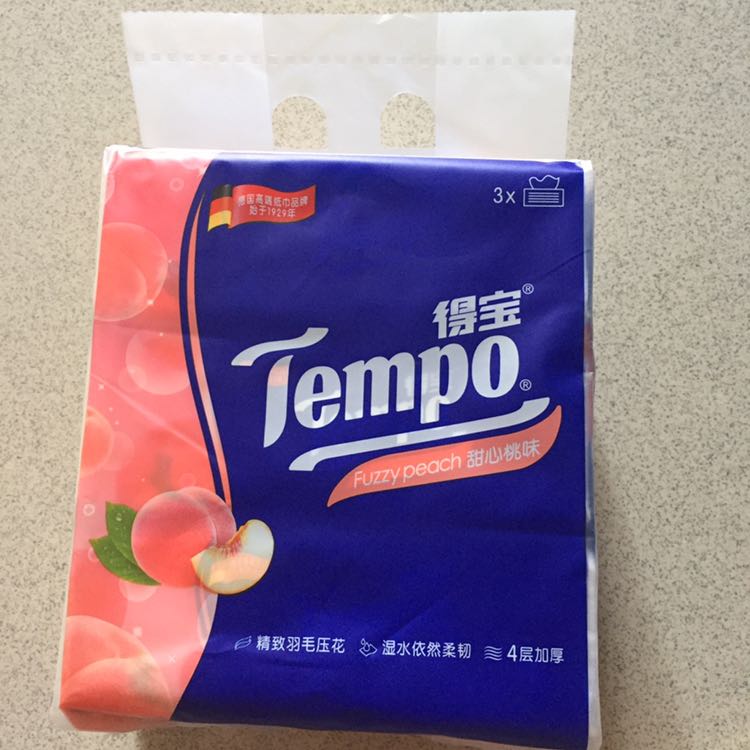 德国高端纸巾品牌
始于1929年
3x
得宝®
Tempo®
Fuzzy peach 甜心桃味
精致羽毛压花
湿水依然柔韧
4层加厚